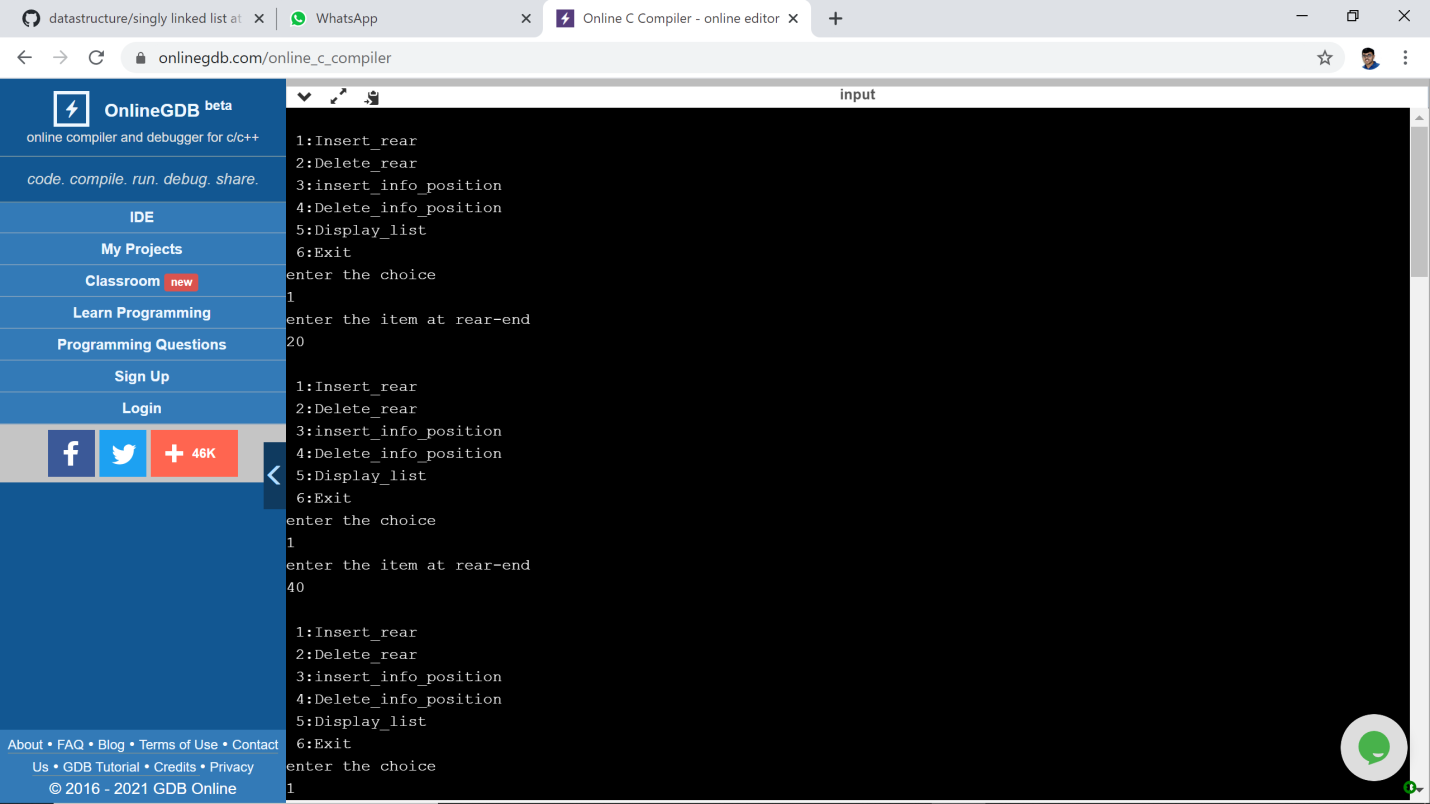 datastructure/singly linked list at
WhatsApp
Online C Compiler - online editor
onlinegdb.com/online_c_compiler
OnlineGDB beta
online compiler and debugger for c/c++
code. compile. run. debug. share.
IDE
My Projects
Classroom new
Learn Programming
Programming Questions
Sign Up
Login
46K
About • FAQ • Blog • Terms of Use • Contact
Us • GDB Tutorial • Credits • Privacy
© 2016 - 2021 GDB Online
input
1:Insert_rear
2:Delete_rear
3:insert_info_position
4:Delete_info_position
5:Display_list
6:Exit
enter the choice
1
enter the item at rear-end
20
1:Insert_rear
2:Delete_rear
3:insert_info_position
4:Delete_info_position
5:Display_list
6:Exit
enter the choice
1
enter the item at rear-end
40
1:Insert_rear
2:Delete_rear
3:insert_info_position
4:Delete_info_position
5:Display_list
6:Exit
enter the choice
1